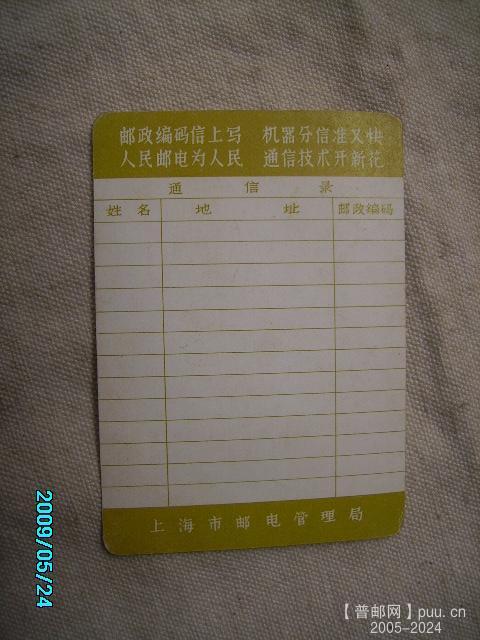 邮政编码信上写 机器分信准又快
人民邮电为人民 通信技术开新花
通信录
姓名 地址 邮政编码
上海市邮电管理局
2009/05/24
【普邮网】puu.cn
2005-2024